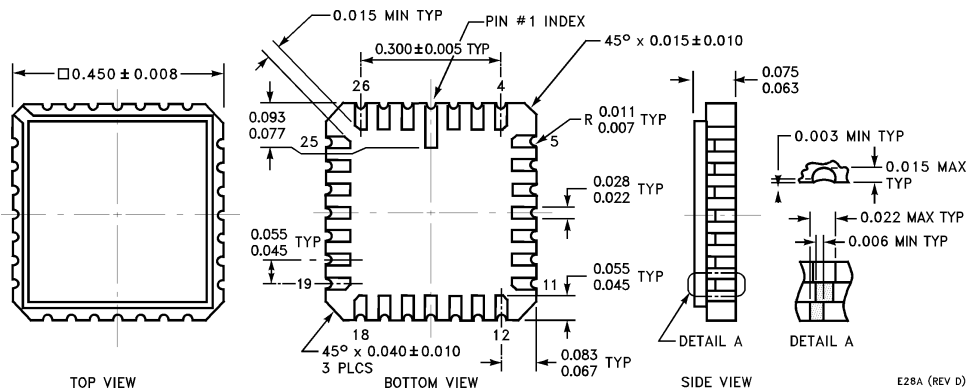 0.015 MIN TYP
PIN #1 INDEX
□0.450±0.008
0.300±0.005 TYP
45° x 0.015±0.010
26
4
0.075
0.063
0.093
0.077
25
R 0.011
0.007 TYP
5
0.003 MIN TYP
0.015 MAX
TYP
0.028
0.022 TYP
0.022 MAX TYP
0.006 MIN TYP
0.055
0.045 TYP
19
11
0.055
0.045 TYP
18
12
45° x 0.040±0.010
3 PLCS
0.083
0.067 TYP
DETAIL A
DETAIL A
TOP VIEW
BOTTOM VIEW
SIDE VIEW
E28A (REV D)